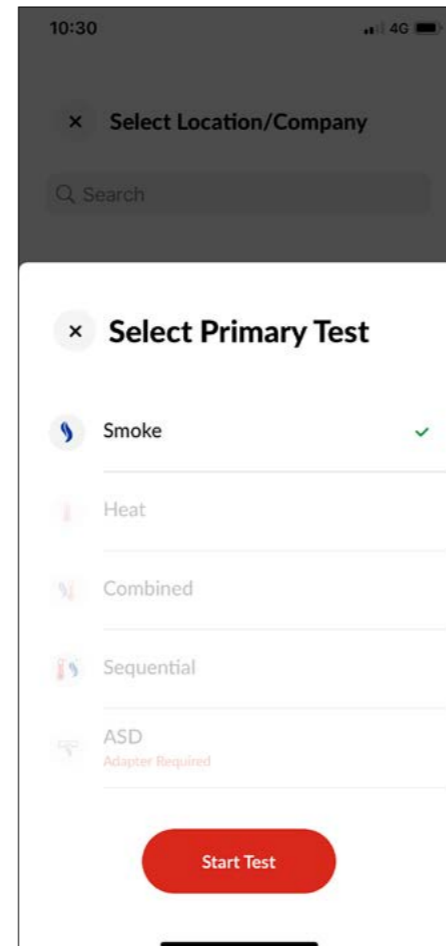 10:30
4G
Select Location/Company
Search
Select Primary Test
Smoke
Heat
Combined
Sequential
ASD
Adapter Required
Start Test